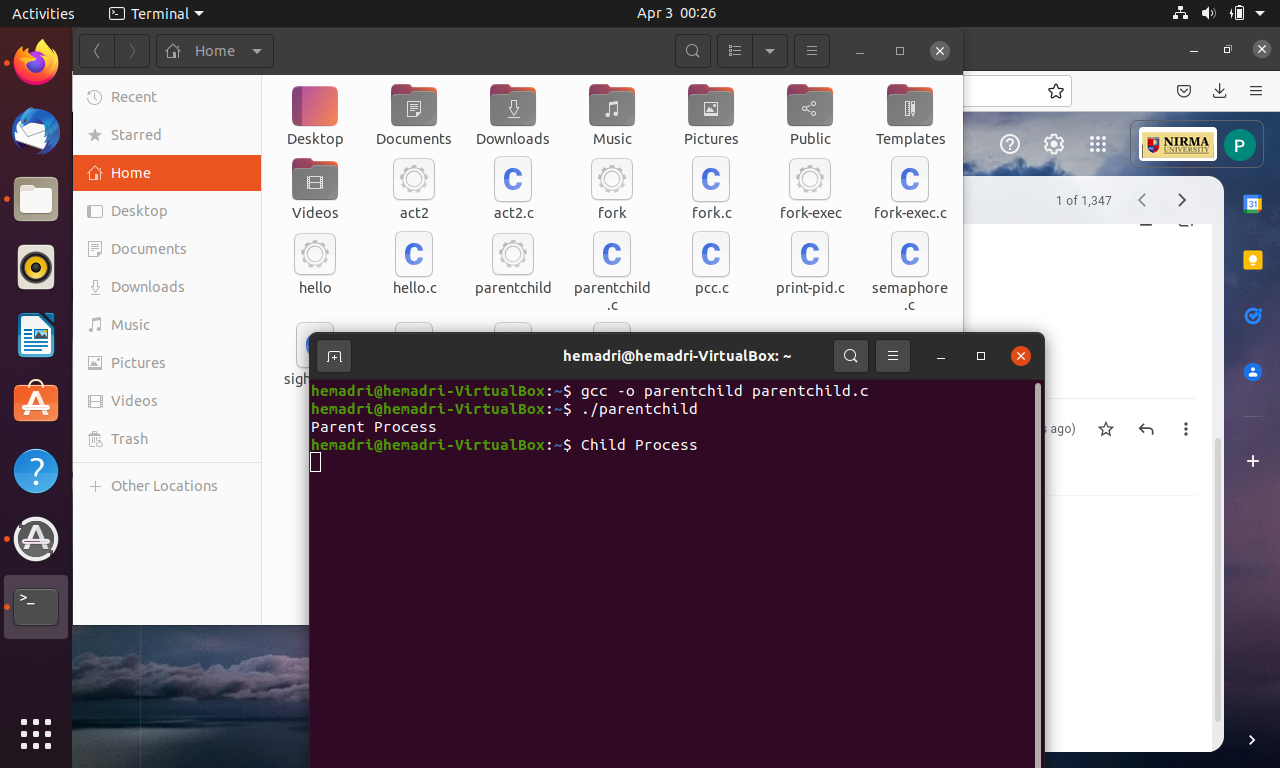 Activities
Terminal
Apr 3 00:26
Home
Recent
Starred
Home
Desktop
Documents
Downloads
Music
Pictures
Videos
Trash
Other Locations
Desktop Documents Downloads Music Pictures Public Templates
Videos act2 act2.c fork fork.c fork-exec fork-exec.c
hello hello.c parentchild parentchild.c pcc.c print-pid.c semaphore.c
NIRMA
UNIVERSITY
P
1 of 1,347
31
ago)
hemadri@hemadri-VirtualBox: ~
hemadri@hemadri-VirtualBox:~$ gcc -o parentchild parentchild.c
hemadri@hemadri-VirtualBox:~$ ./parentchild
Parent Process
hemadri@hemadri-VirtualBox:~$ Child Process